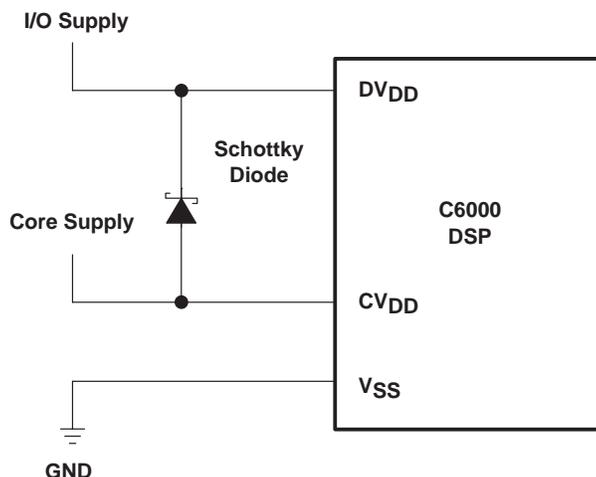 I/O Supply
DVDD
Schottky
Diode
C6000
DSP
Core Supply
CVDD
VSS
GND